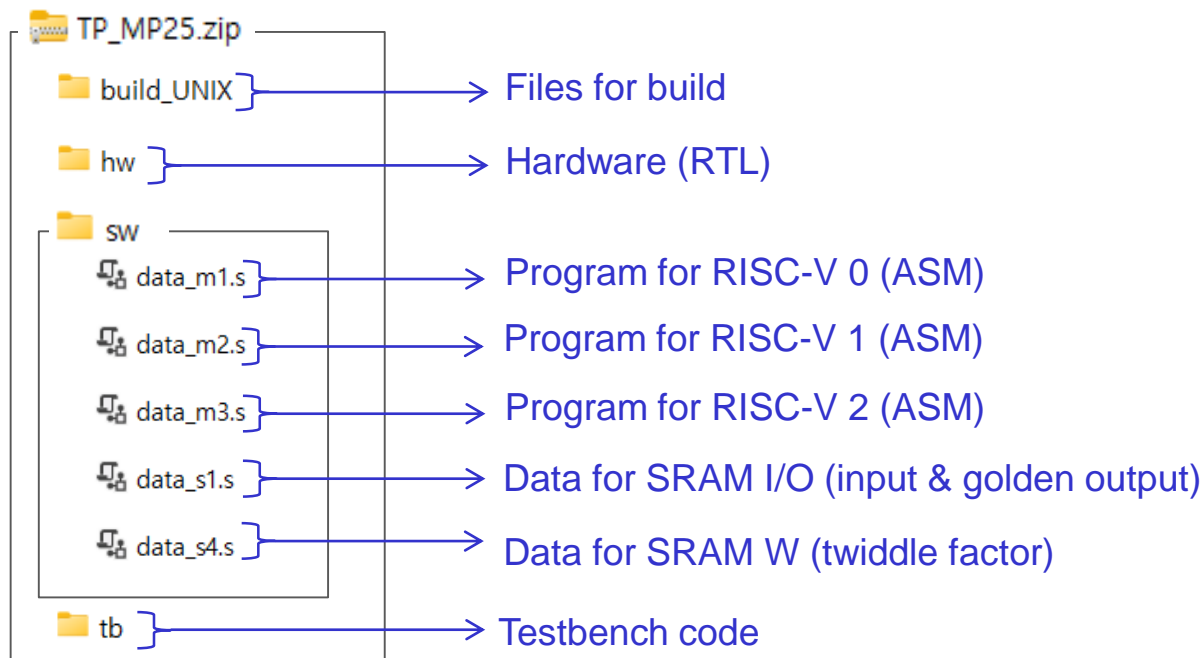 TP_MP25.zip
build_UNIX Files for build
hw Hardware (RTL)
sw
data_m1.s Program for RISC-V 0 (ASM)
data_m2.s Program for RISC-V 1 (ASM)
data_m3.s Program for RISC-V 2 (ASM)
data_s1.s Data for SRAM I/O (input & golden output)
data_s4.s Data for SRAM W (twiddle factor)
tb Testbench code